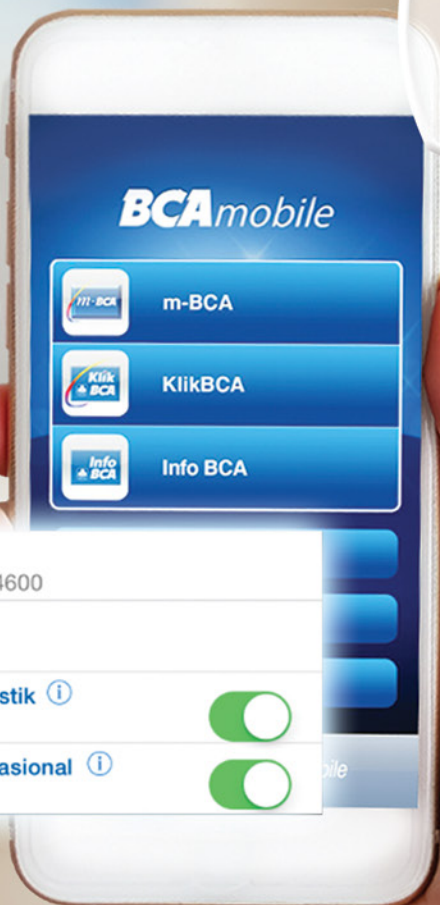 BCAmobile
m-BCA
m-BCA
Klik
BCA
KlikBCA
Info
BCA
Info BCA
4600
stik
asional
bile